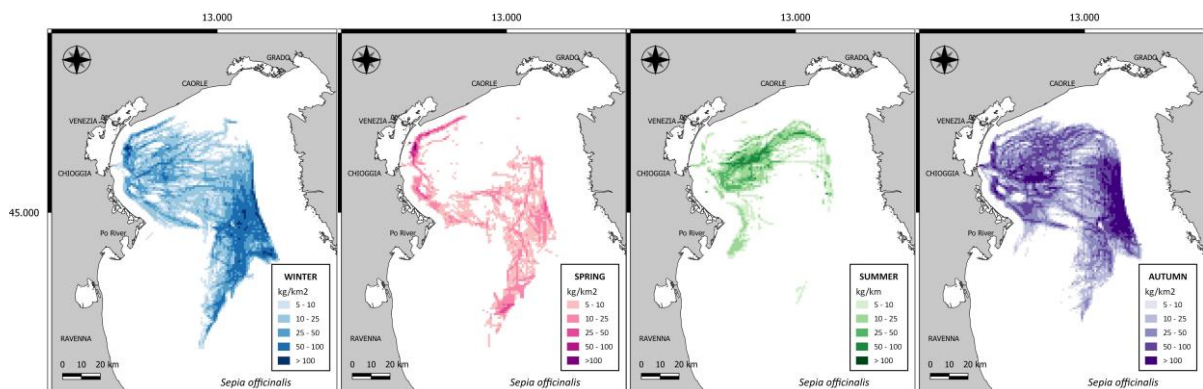 13.000 13.000 13.000 13.000
45.000
GRADO
CAORLE
VENEZIA
CHIOGGIA
Po River
RAVENNA
WINTER
kg/km2
5 - 10
10 - 25
25 - 50
50 - 100
> 100
0 10 20 km
Sepia officinalis
GRADO
CAORLE
VENEZIA
CHIOGGIA
Po River
RAVENNA
SPRING
kg/km2
5 - 10
10 - 25
25 - 50
50 - 100
>100
0 10 20 km
Sepia officinalis
GRADO
CAORLE
VENEZIA
CHIOGGIA
Po River
RAVENNA
SUMMER
kg/km
5 - 10
10 - 25
25 - 50
50 - 100
> 100
0 10 20 km
Sepia officinalis
GRADO
CAORLE
VENEZIA
CHIOGGIA
Po River
RAVENNA
AUTUMN
kg/km2
5 - 10
10 - 25
25 - 50
50 - 100
> 100
0 10 20 km
Sepia officinalis